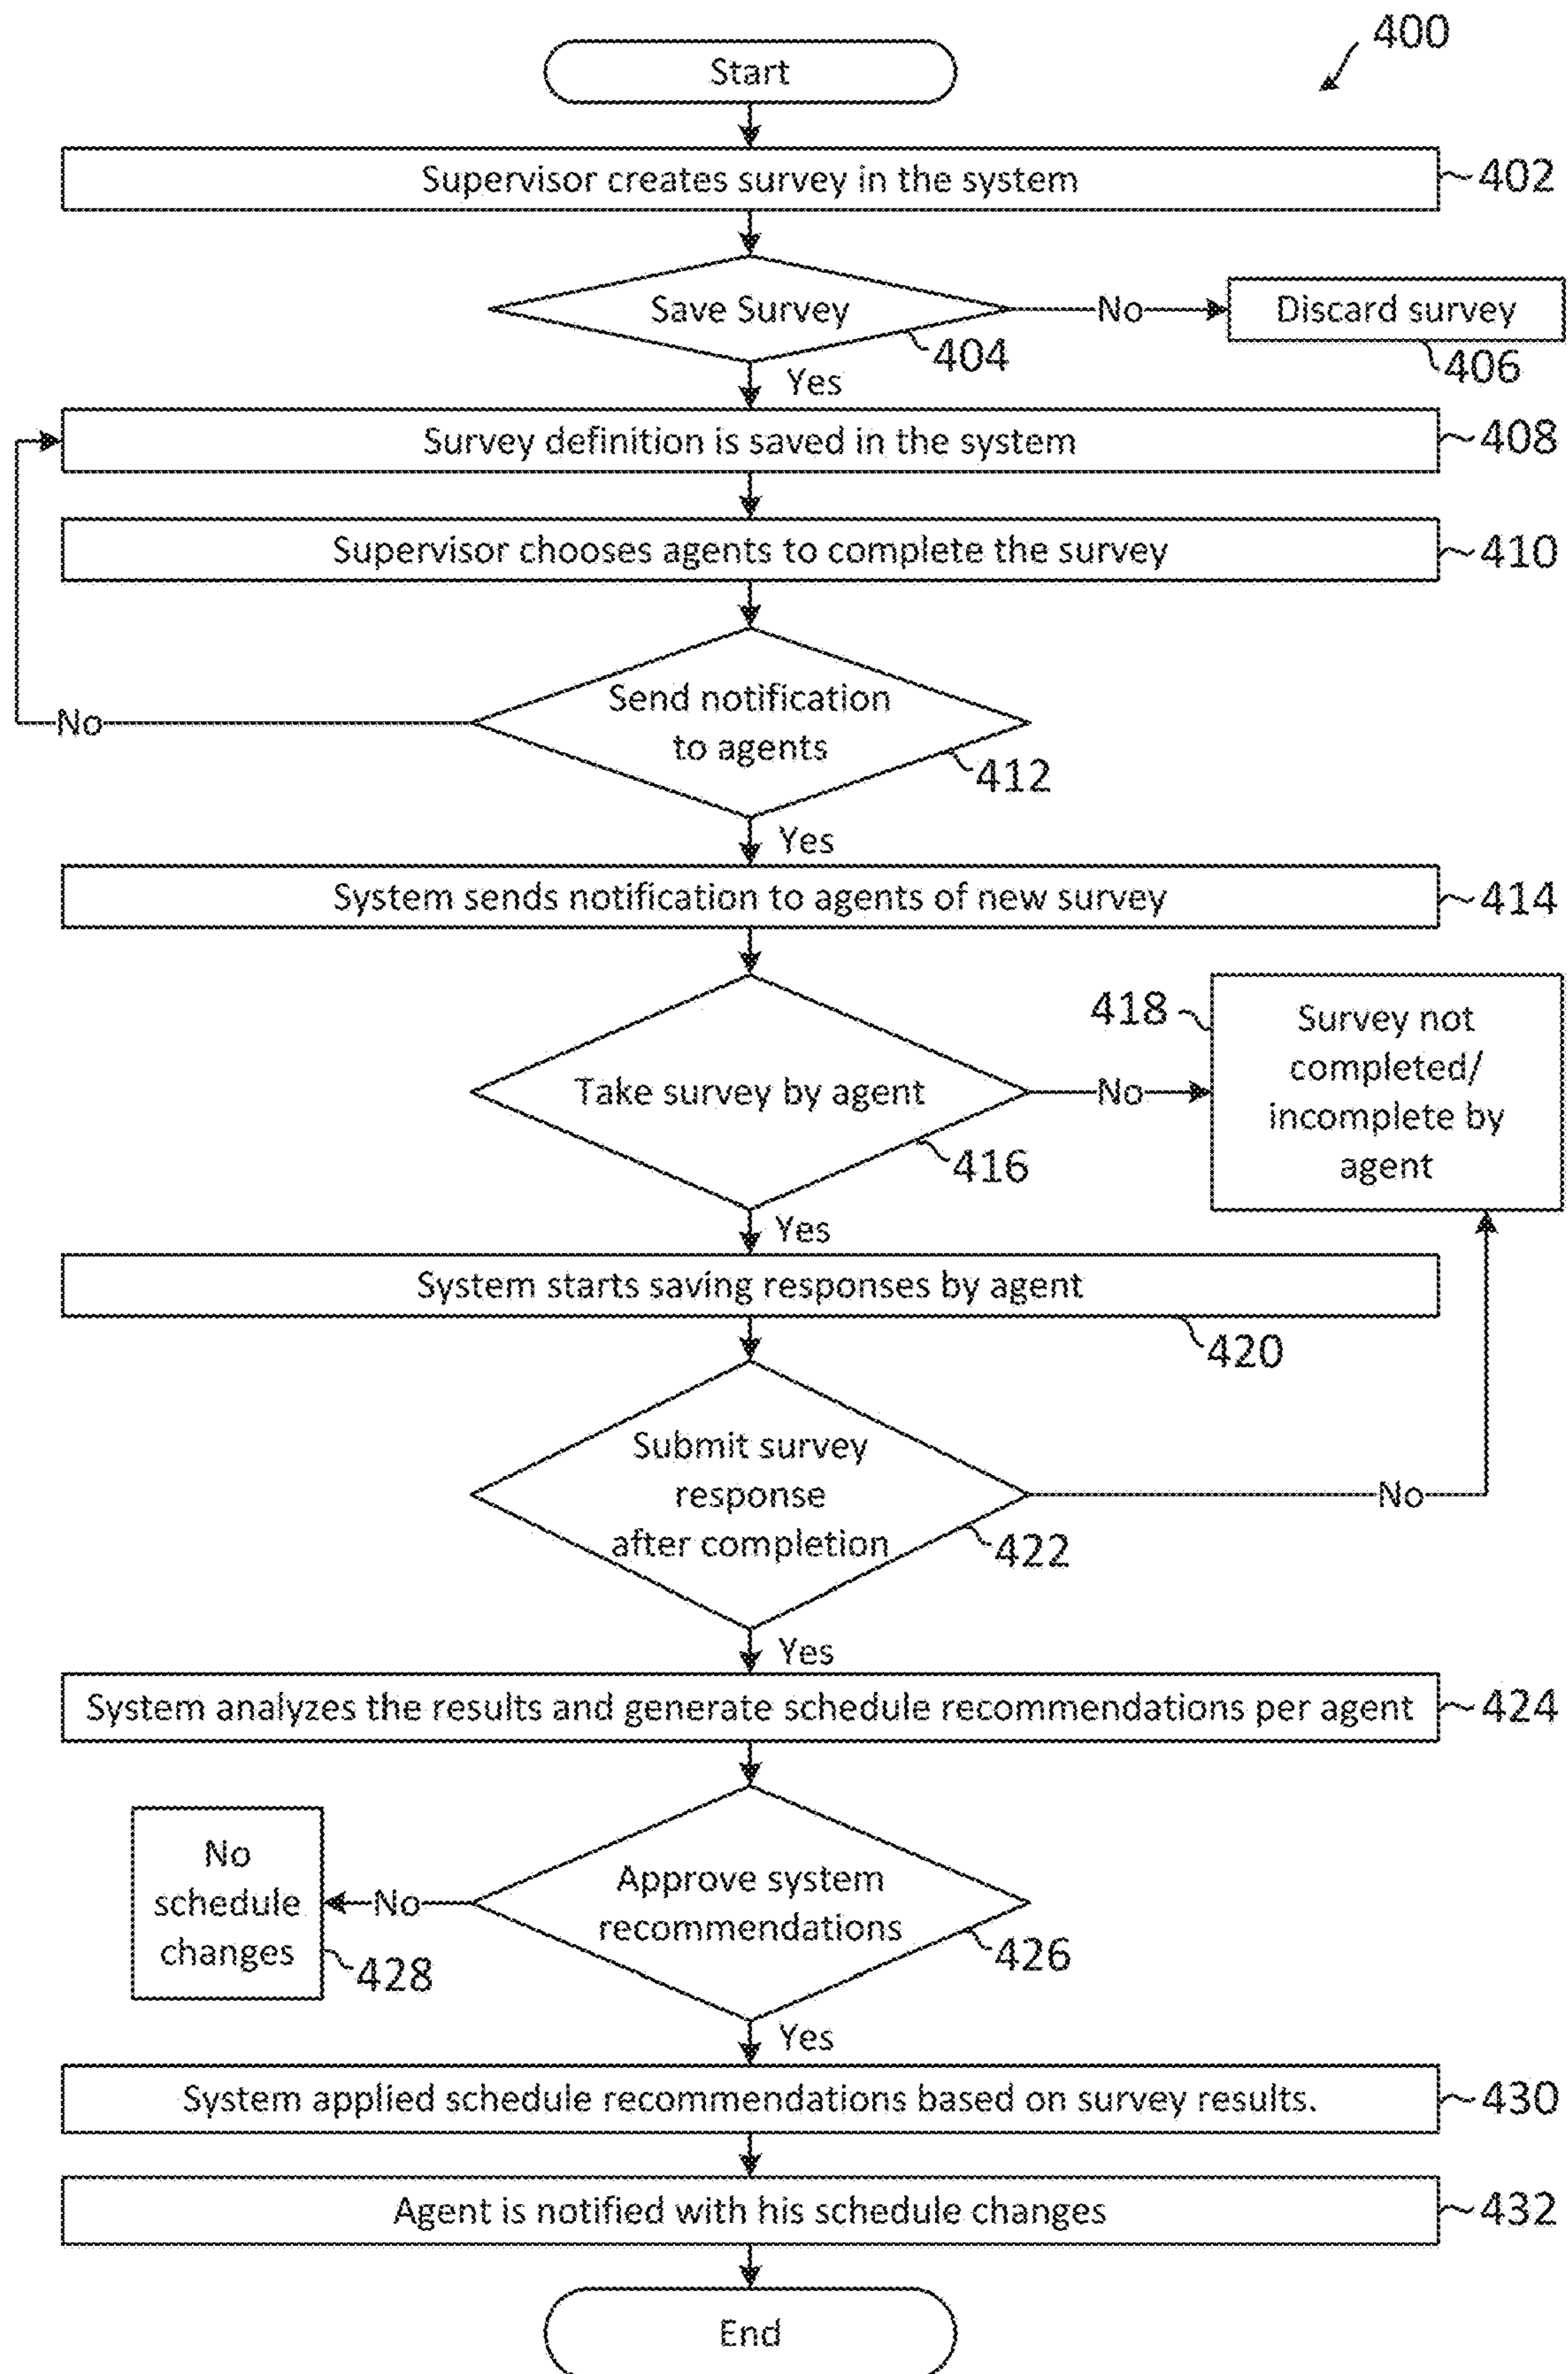 400
Start
Supervisor creates survey in the system
402
Save Survey
404
No
Discard survey
406
Yes
Survey definition is saved in the system
408
Supervisor chooses agents to complete the survey
410
Send notification
to agents
412
No
Yes
System sends notification to agents of new survey
414
Take survey by agent
416
No
418
Survey not
completed/
incomplete by
agent
Yes
System starts saving responses by agent
420
Submit survey
response
after completion
422
No
Yes
System analyzes the results and generate schedule recommendations per agent
424
Approve system
recommendations
426
No
No
schedule
changes
428
Yes
System applied schedule recommendations based on survey results.
430
Agent is notified with his schedule changes
432
End